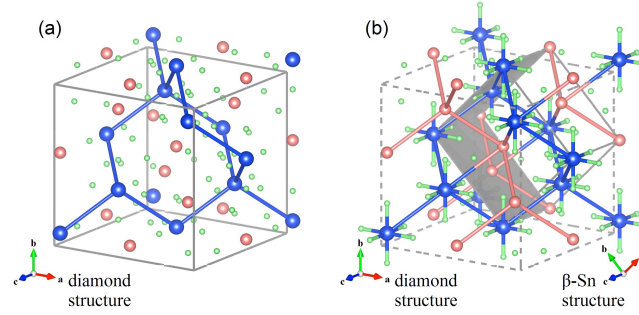 (a)
(b)
b
c
a
diamond
structure
b
c
a
diamond
structure
b
c
β-Sn
structure